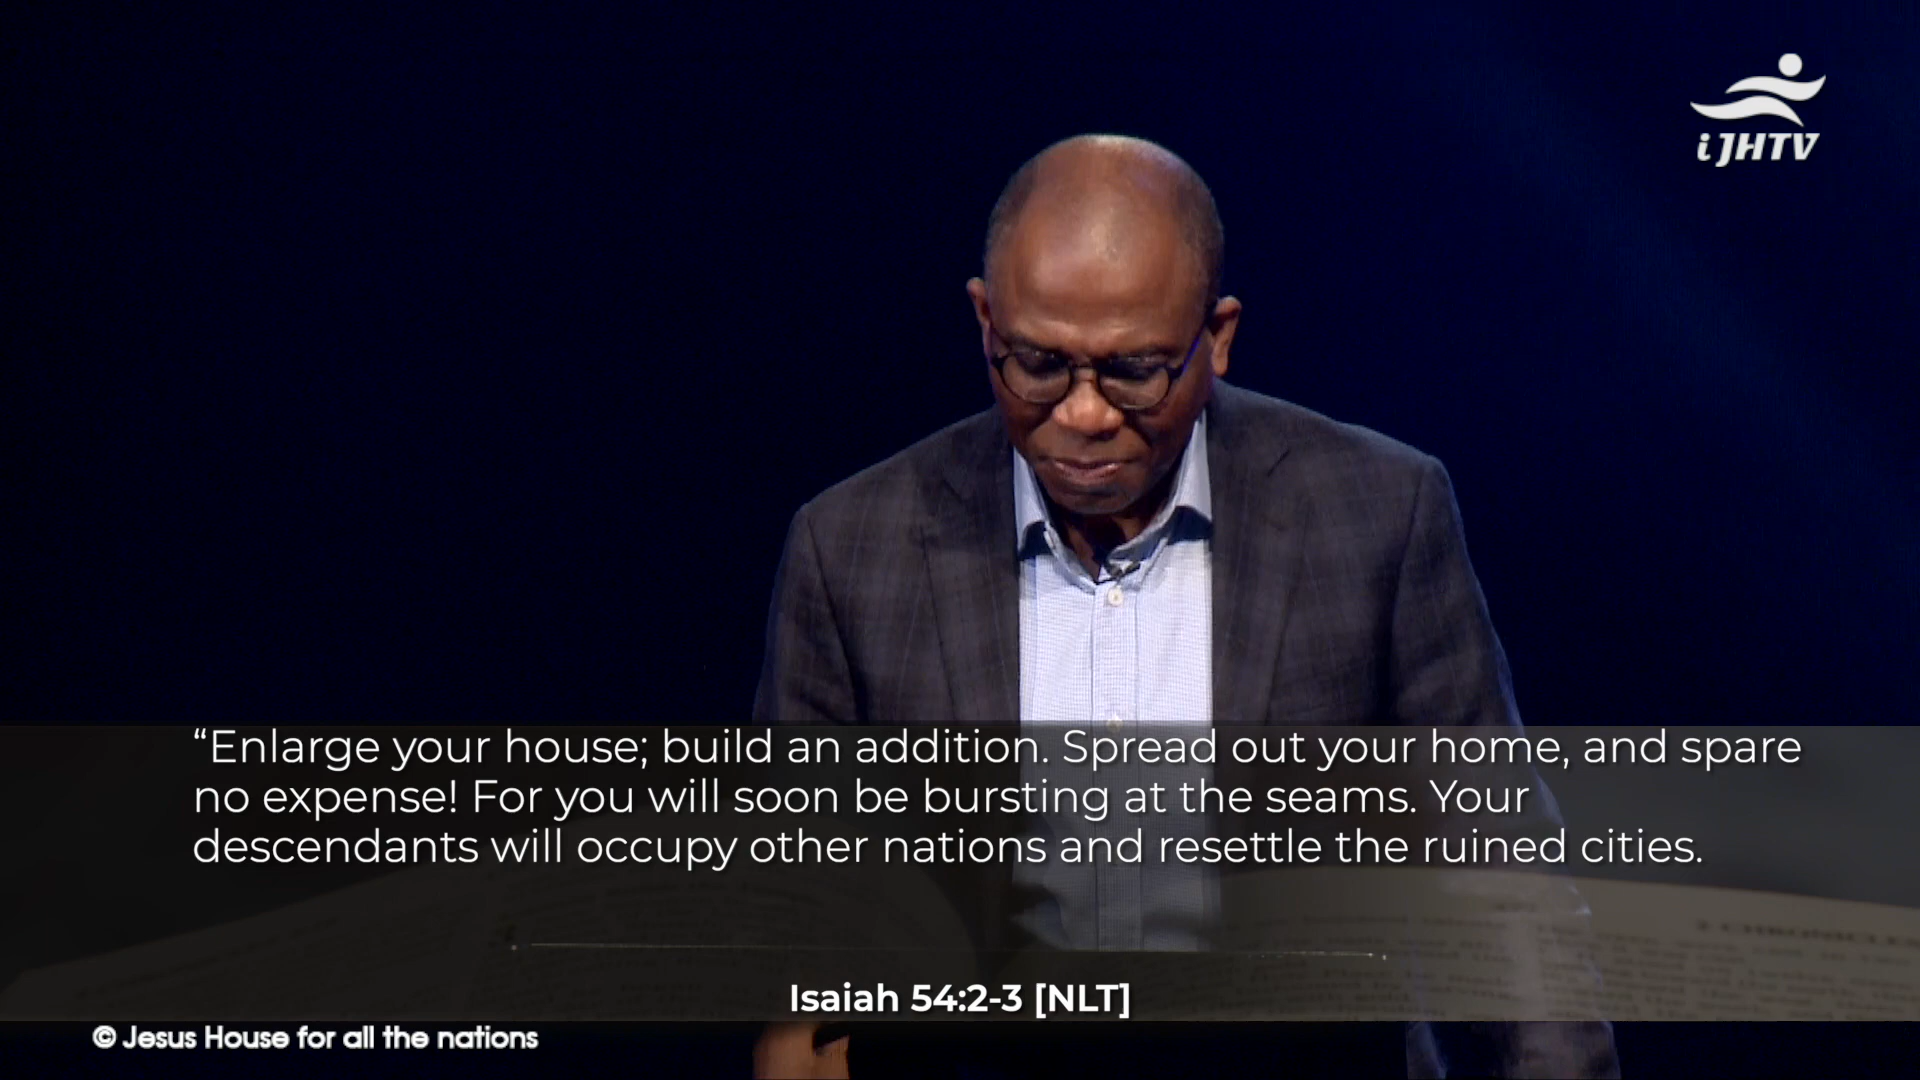 i JHTV
“Enlarge your house; build an addition. Spread out your home, and spare
no expense! For you will soon be bursting at the seams. Your
descendants will occupy other nations and resettle the ruined cities.
Isaiah 54:2-3 [NLT]
© Jesus House for all the nations